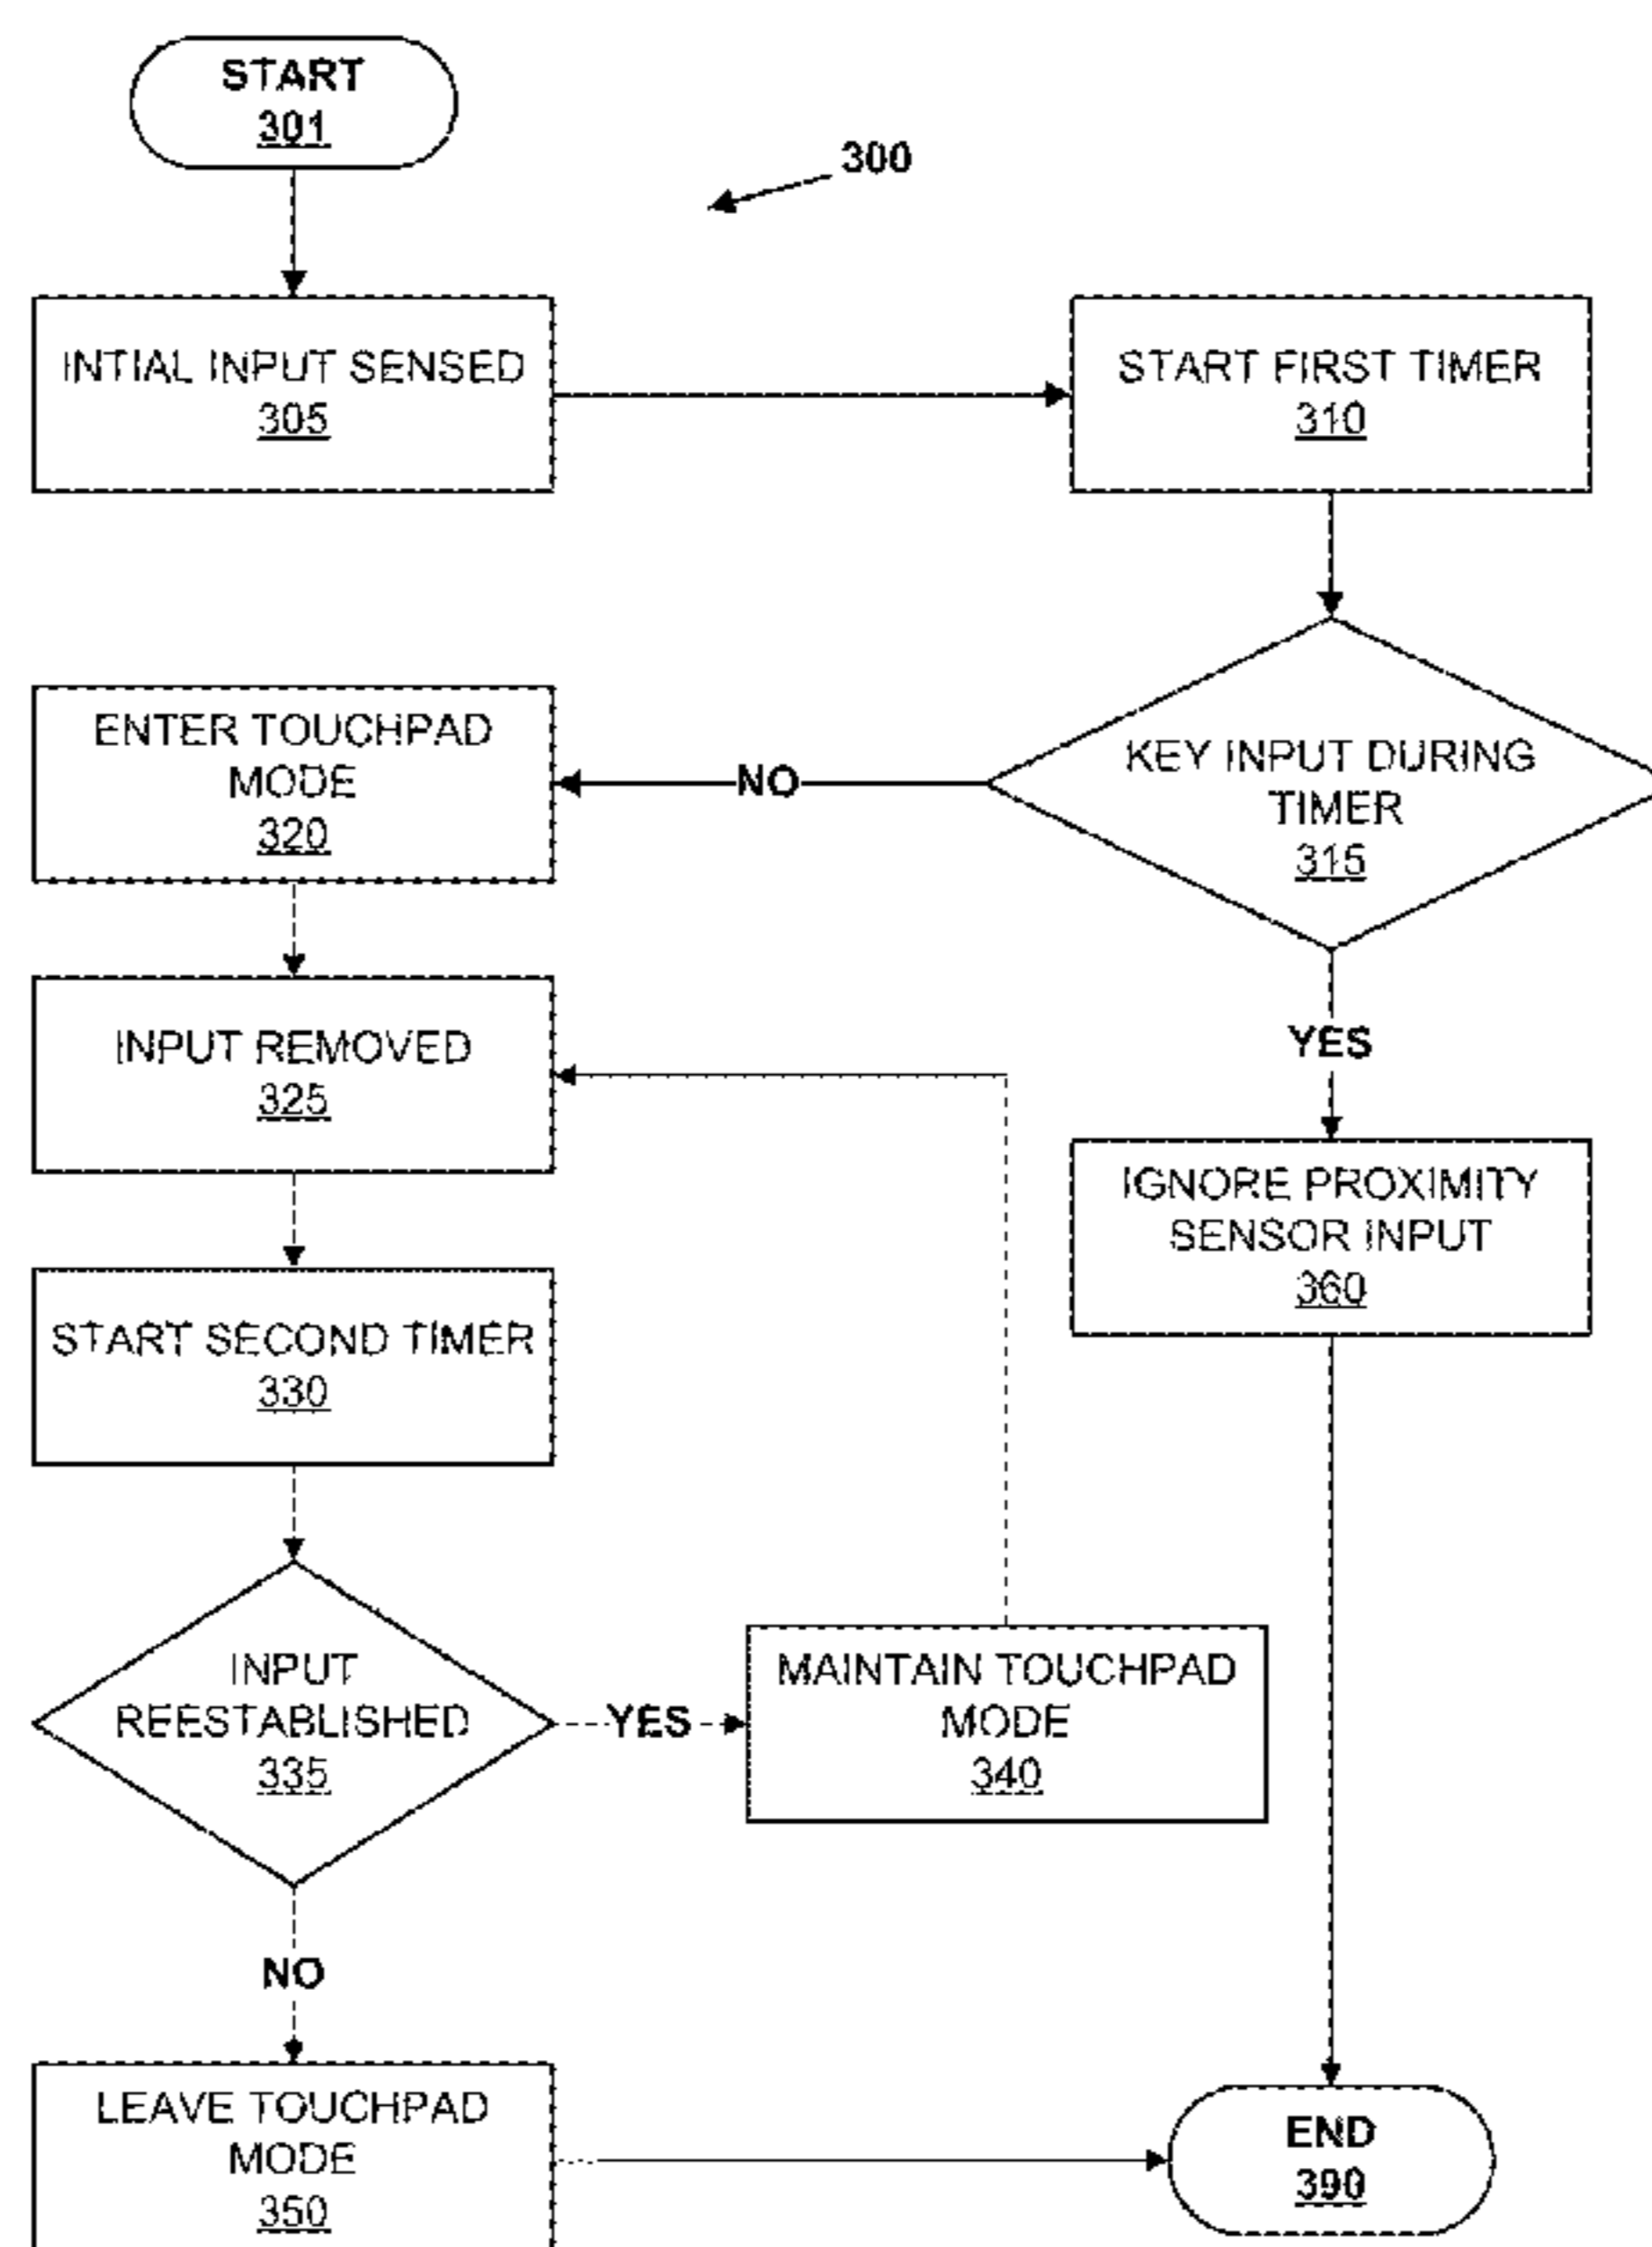 START
301
300
INTIAL INPUT SENSED
305
START FIRST TIMER
310
KEY INPUT DURING
TIMER
315
NO
ENTER TOUCHPAD
MODE
320
YES
INPUT REMOVED
325
IGNORE PROXIMITY
SENSOR INPUT
360
START SECOND TIMER
330
INPUT
REESTABLISHED
335
YES
MAINTAIN TOUCHPAD
MODE
340
NO
LEAVE TOUCHPAD
MODE
350
END
390